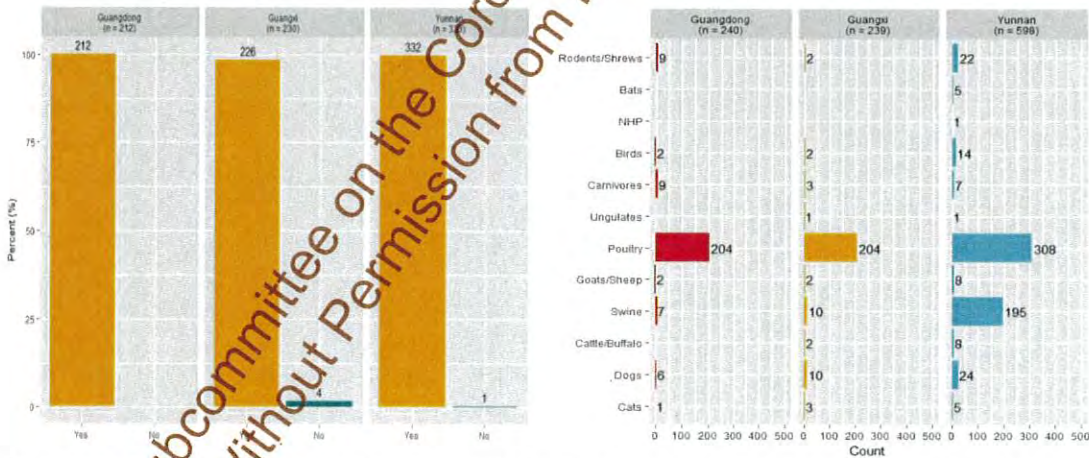 Guangdong
(n = 212)
Guangxi
(n = 230)
Yunnan
212
226
332
4
1
100
75
50
25
0
Percent (%)
Yes
No
Yes
No
Yes
No
Guangdong
(n = 240)
Guangxi
(n = 239)
Yunnan
(n = 598)
Rodents/Shrews
9
2
22
Bats
5
NHP
1
Birds
2
2
14
Carnivores
9
3
7
Ungulates
1
1
Poultry
204
204
308
Goats/Sheep
2
2
8
Swine
7
10
195
Cattle/Buffalo
2
8
Dogs
6
10
24
Cats
1
3
5
0 100 200 300 400 500
0 100 200 300 400 500
0 100 200 300 400 500
Count
bcommittee on the Coro
ithout Permission from